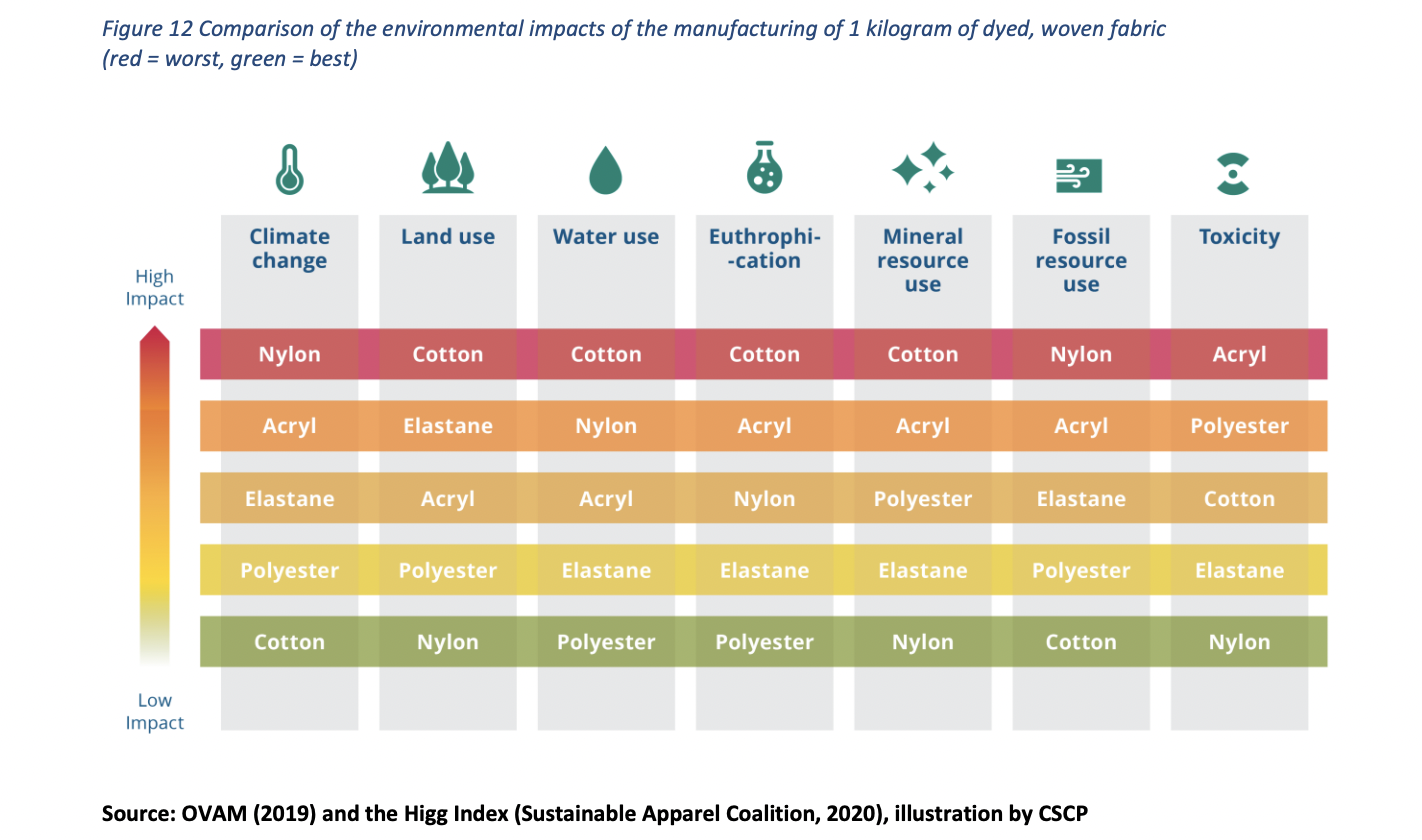 Figure 12 Comparison of the environmental impacts of the manufacturing of 1 kilogram of dyed, woven fabric
(red = worst, green = best)
Climate
change
Land use
Water use
Euthrophi-
-cation
Mineral
resource
use
Fossil
resource
use
Toxicity
High
Impact
Nylon Cotton Cotton Cotton Cotton Nylon Acryl
Acryl Elastane Nylon Acryl Acryl Acryl Polyester
Elastane Acryl Acryl Nylon Polyester Elastane Cotton
Polyester Polyester Elastane Elastane Elastane Polyester Elastane
Cotton Nylon Polyester Polyester Nylon Cotton Nylon
Low
Impact
Source: OVAM (2019) and the Higg Index (Sustainable Apparel Coalition, 2020), illustration by CSCP